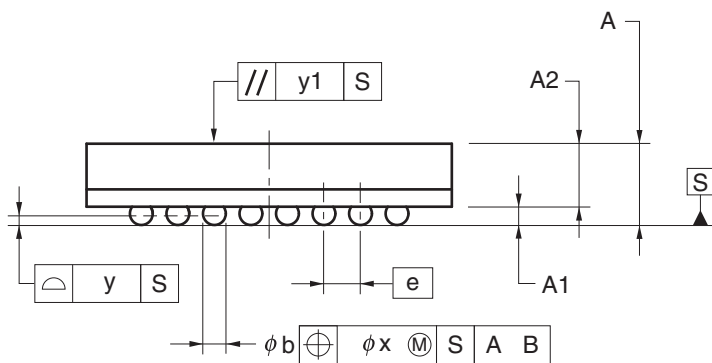 A
// y1 S
A2
S
⌓ y S
e
A1
φb ⌖ φx Ⓜ S A B